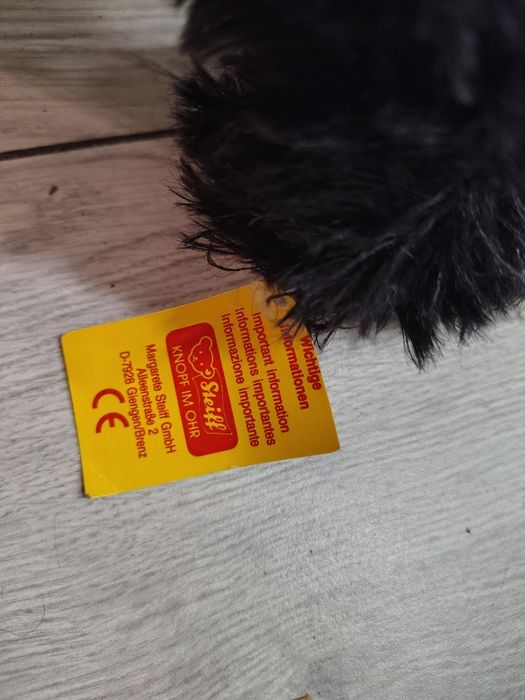 Wichtige
Informationen
Important information
Informations importantes
Informazione importante
Steiff
KNOPF IM OHR
Margarete Steiff GmbH
Alleenstraße 2
D-7928 Giengen/Brenz
CE